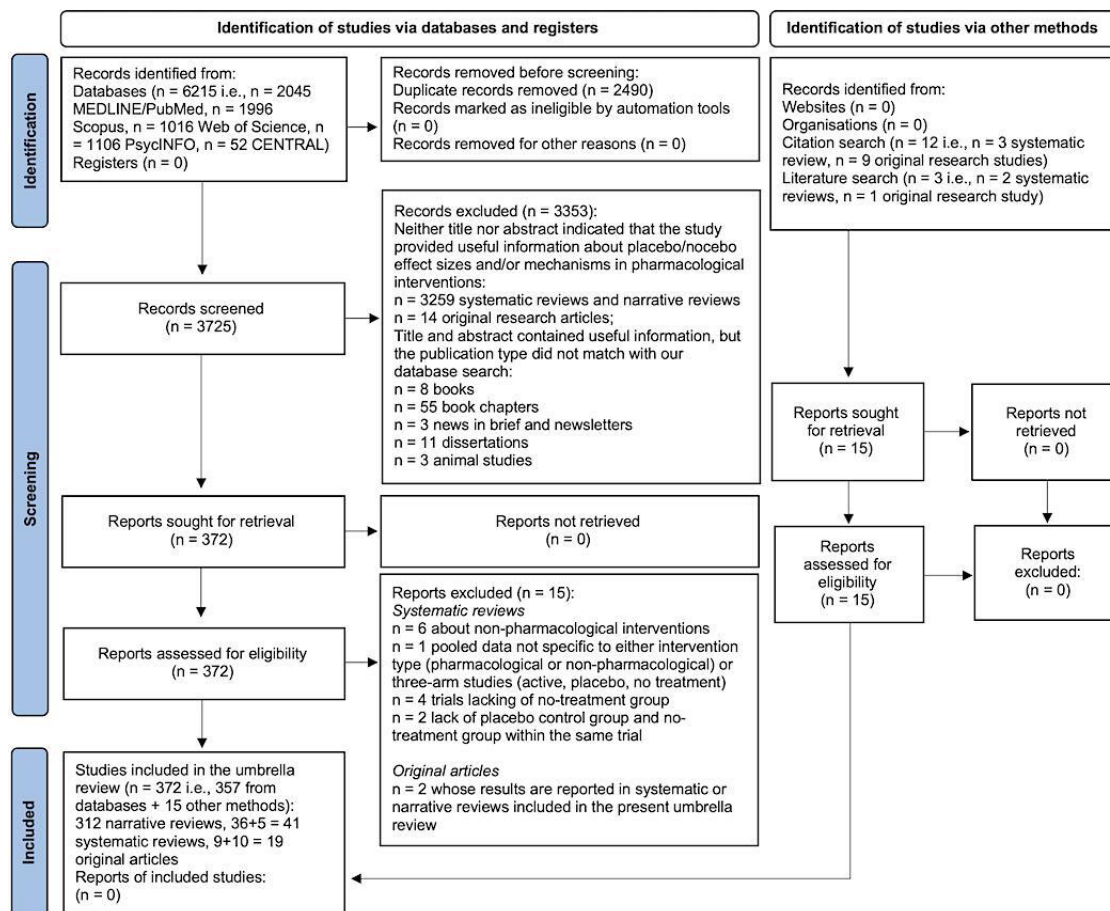 Identification of studies via databases and registers
Identification of studies via other methods
Identification
Records identified from:
Databases (n = 6215 i.e., n = 2045
MEDLINE/PubMed, n = 1996
Scopus, n = 1016 Web of Science, n
= 1106 PsycINFO, n = 52 CENTRAL)
Registers (n = 0)
Records removed before screening:
Duplicate records removed (n = 2490)
Records marked as ineligible by automation tools
(n = 0)
Records removed for other reasons (n = 0)
Records identified from:
Websites (n = 0)
Organisations (n = 0)
Citation search (n = 12 i.e., n = 3 systematic
review, n = 9 original research studies)
Literature search (n = 3 i.e., n = 2 systematic
reviews, n = 1 original research study)
Screening
Records screened
(n = 3725)
Records excluded (n = 3353):
Neither title nor abstract indicated that the study
provided useful information about placebo/nocebo
effect sizes and/or mechanisms in pharmacological
interventions:
n = 3259 systematic reviews and narrative reviews
n = 14 original research articles;
Title and abstract contained useful information, but
the publication type did not match with our
database search:
n = 8 books
n = 55 book chapters
n = 3 news in brief and newsletters
n = 11 dissertations
n = 3 animal studies
Reports sought for retrieval
(n = 372)
Reports not retrieved
(n = 0)
Reports sought
for retrieval
(n = 15)
Reports not
retrieved
(n = 0)
Reports assessed for eligibility
(n = 372)
Reports excluded (n = 15):
Systematic reviews
n = 6 about non-pharmacological interventions
n = 1 pooled data not specific to either intervention
type (pharmacological or non-pharmacological) or
three-arm studies (active, placebo, no treatment)
n = 4 trials lacking of no-treatment group
n = 2 lack of placebo control group and no-
treatment group within the same trial
Original articles
n = 2 whose results are reported in systematic or
narrative reviews included in the present umbrella
review
Reports
assessed for
eligibility
(n = 15)
Reports
excluded:
(n = 0)
Included
Studies included in the umbrella
review (n = 372 i.e., 357 from
databases + 15 other methods):
312 narrative reviews, 36+5 = 41
systematic reviews, 9+10 = 19
original articles
Reports of included studies:
(n = 0)